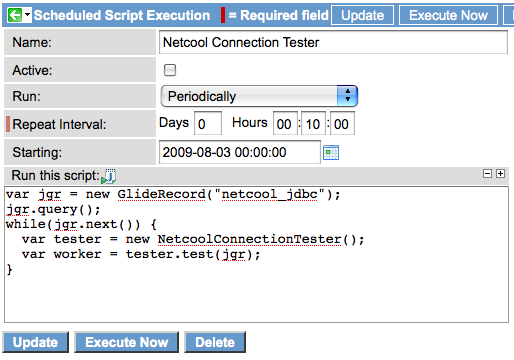 Scheduled Script Execution = Required field Update Execute Now
Name: Netcool Connection Tester
Active:
Run: Periodically
Repeat Interval: Days 0 Hours 00 : 10 : 00
Starting: 2009-08-03 00:00:00
Run this script:
var jgr = new GlideRecord("netcool_jdbc");
jgr.query();
while(jgr.next()) {
  var tester = new NetcoolConnectionTester();
  var worker = tester.test(jgr);
}
Update Execute Now Delete